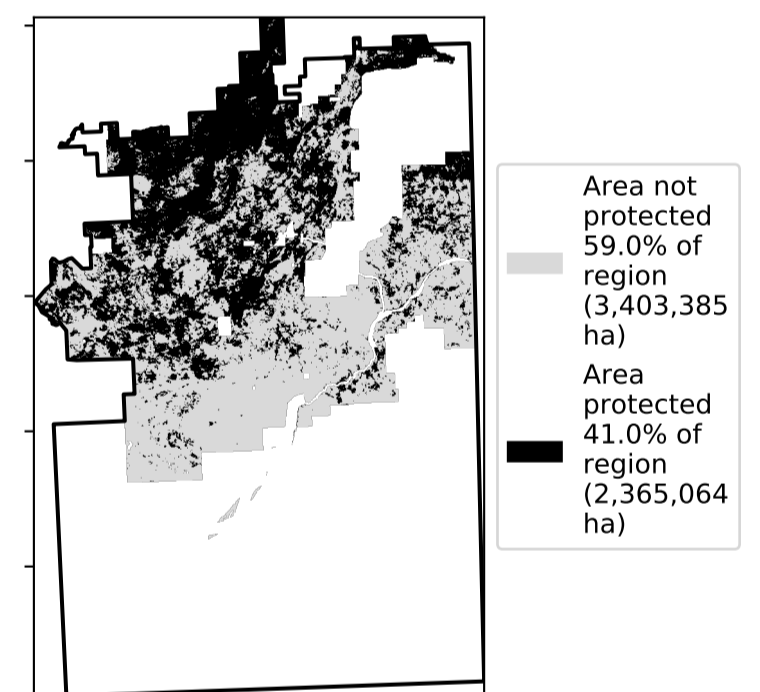 Area not
protected
59.0% of
region
(3,403,385
ha)
Area
protected
41.0% of
region
(2,365,064
ha)